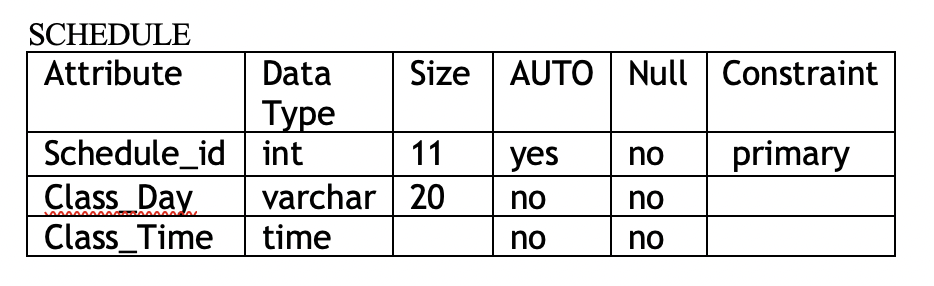 SCHEDULE
Attribute Data Type Size AUTO Null Constraint
Schedule_id int 11 yes no primary
Class_Day varchar 20 no no
Class_Time time no no